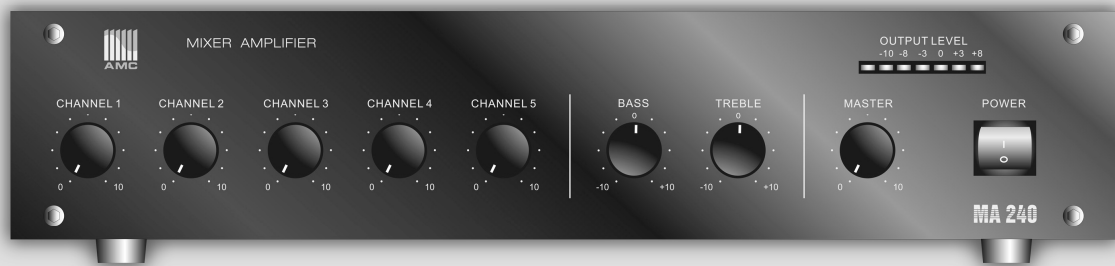 AMC
MIXER AMPLIFIER
OUTPUT LEVEL
-10 -8 -3 0 +3 +8
CHANNEL 1
0 10
CHANNEL 2
0 10
CHANNEL 3
0 10
CHANNEL 4
0 10
CHANNEL 5
0 10
BASS
0
-10 +10
TREBLE
0
-10 +10
MASTER
0 10
POWER
I
O
MA 240